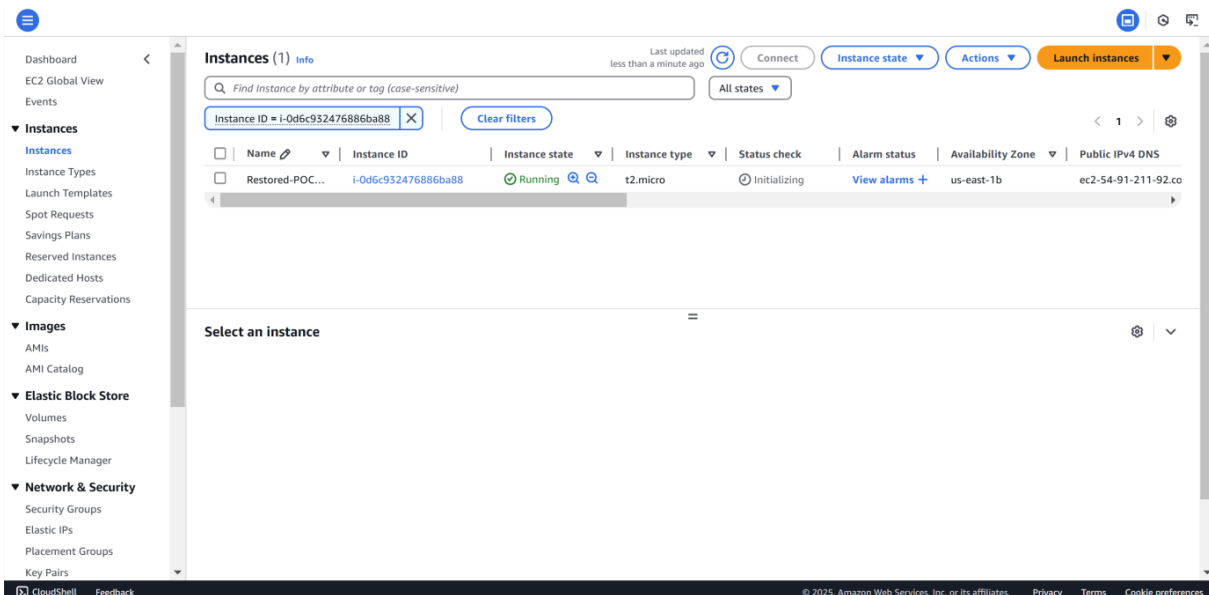 Dashboard
EC2 Global View
Events
Instances
Instances
Instance Types
Launch Templates
Spot Requests
Savings Plans
Reserved Instances
Dedicated Hosts
Capacity Reservations
Images
AMIs
AMI Catalog
Elastic Block Store
Volumes
Snapshots
Lifecycle Manager
Network & Security
Security Groups
Elastic IPs
Placement Groups
Key Pairs
Instances (1) Info
Last updated
less than a minute ago
Connect
Instance state
Actions
Launch instances
Find Instance by attribute or tag (case-sensitive)
All states
Instance ID = i-0d6c932476886ba88
Clear filters
1
Name Instance ID Instance state Instance type Status check Alarm status Availability Zone Public IPv4 DNS
Restored-POC... i-0d6c932476886ba88 Running t2.micro Initializing View alarms + us-east-1b ec2-54-91-211-92.co
Select an instance
CloudShell Feedback © 2025, Amazon Web Services, Inc. or its affiliates. Privacy Terms Cookie preferences